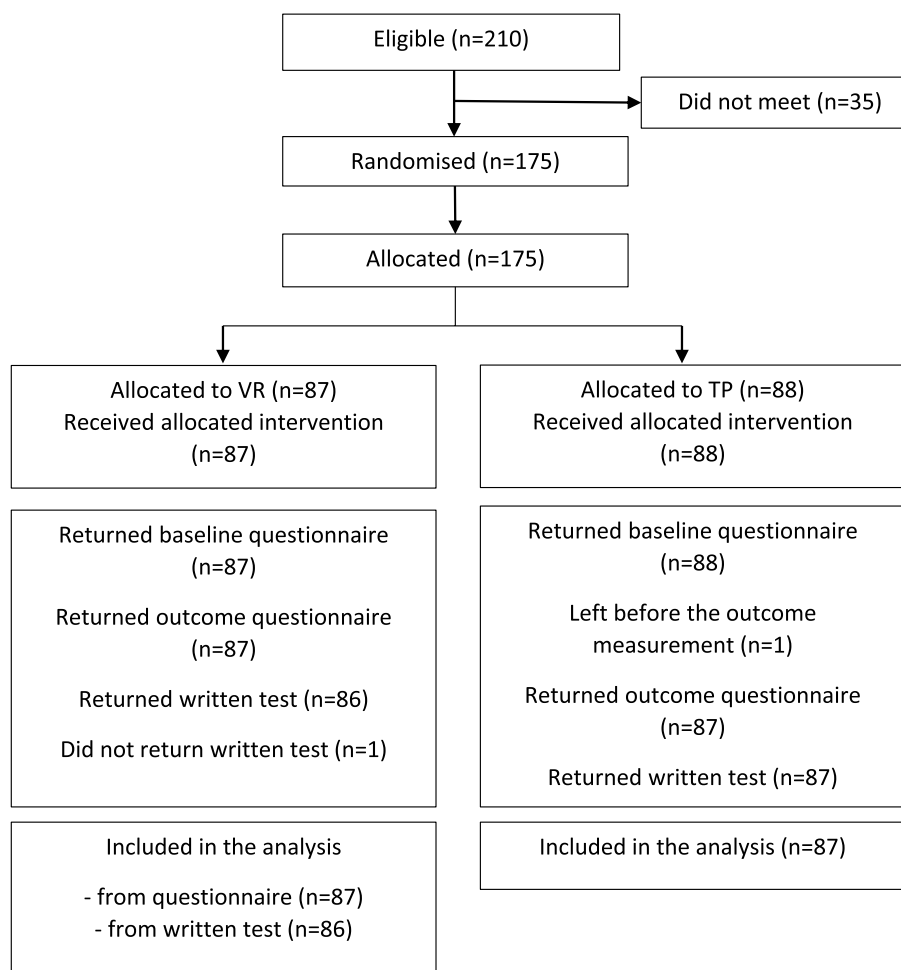 Eligible (n=210)
Did not meet (n=35)
Randomised (n=175)
Allocated (n=175)
Allocated to VR (n=87)
Received allocated intervention
(n=87)
Allocated to TP (n=88)
Received allocated intervention
(n=88)
Returned baseline questionnaire
(n=87)
Returned outcome questionnaire
(n=87)
Returned written test (n=86)
Did not return written test (n=1)
Returned baseline questionnaire
(n=88)
Left before the outcome
measurement (n=1)
Returned outcome questionnaire
(n=87)
Returned written test (n=87)
Included in the analysis
- from questionnaire (n=87)
- from written test (n=86)
Included in the analysis (n=87)